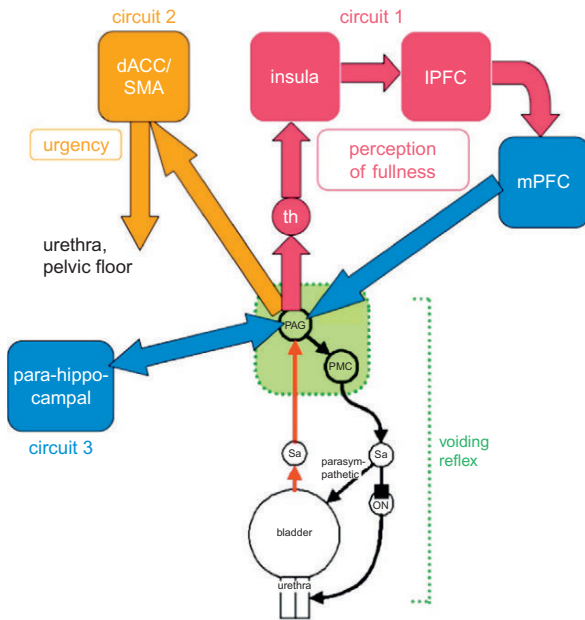 circuit 2
circuit 1
dACC/
SMA
insula
lPFC
urgency
perception
of fullness
mPFC
th
urethra,
pelvic floor
PAG
PMC
para-hippo-
campal
circuit 3
voiding
reflex
Sa
parasym-
pathetic
Sa
ON
bladder
urethra